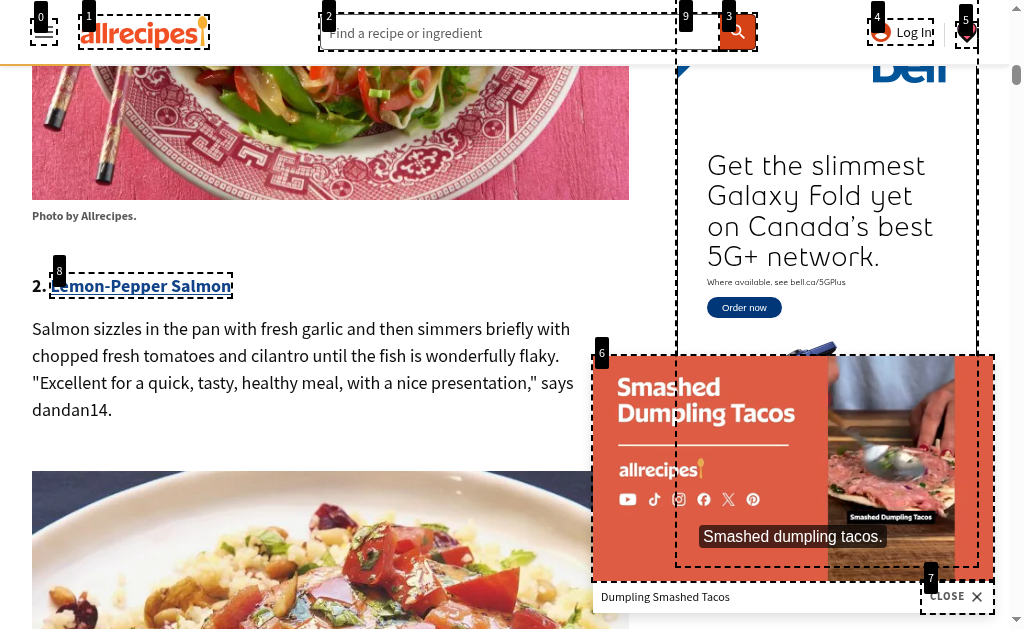 0
1
allrecipes
2
Find a recipe or ingredient
9
3
4
Log In
5
Bell
Get the slimmest
Galaxy Fold yet
on Canada's best
5G+ network.
Where available, see bell.ca/5GPlus
Order now
Photo by Allrecipes.
8
2. Lemon-Pepper Salmon
Salmon sizzles in the pan with fresh garlic and then simmers briefly with
chopped fresh tomatoes and cilantro until the fish is wonderfully flaky.
"Excellent for a quick, tasty, healthy meal, with a nice presentation," says
dandan14.
6
Smashed
Dumpling Tacos
allrecipes
Smashed Dumpling Tacos
Smashed dumpling tacos.
Dumpling Smashed Tacos
7
CLOSE